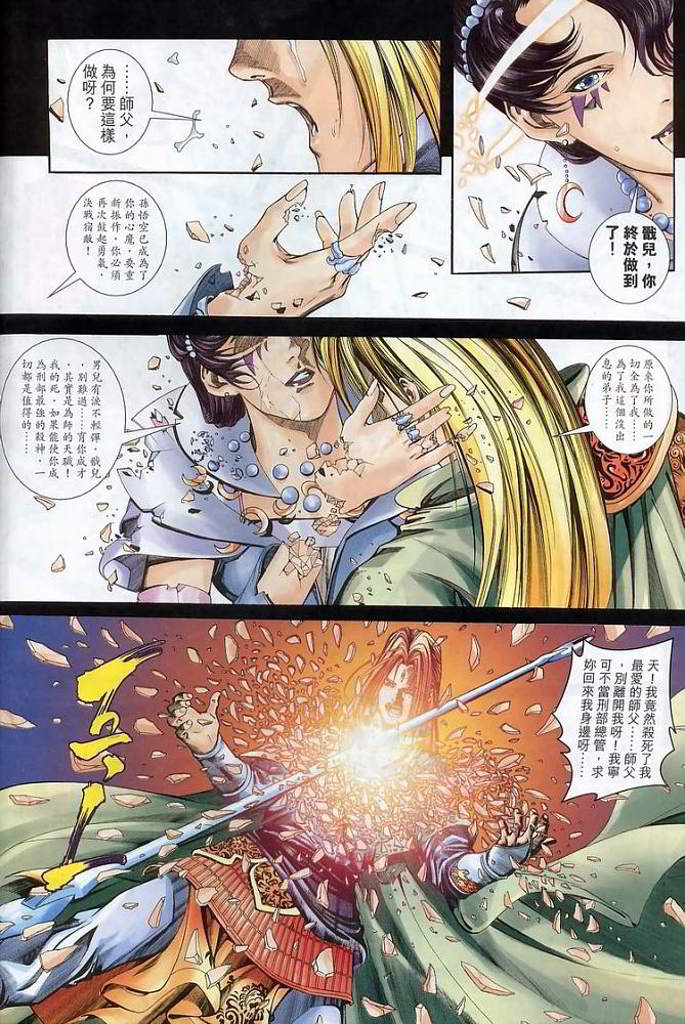 戩兒，你
終於做到
了！
……師父，
為何要這樣
做呀？
孫悟空已成為了
你的心魔，要重
新振作，你必須
再次鼓起勇氣，
決戰宿敵！
原來你所做的一
切全為了我……
為了我這個沒出
息的弟子……
男兒有淚不輕彈，戩兒
，別難過……育你成才
，其實是為師的天職！
我的死，如果能使你成
為刑部最強的殺神，一
切都是值得的……
天！我竟然殺死了我
最愛的師父……師父
，別離開我呀！我寧
可不當刑部總管，求
妳回來我身邊呀……